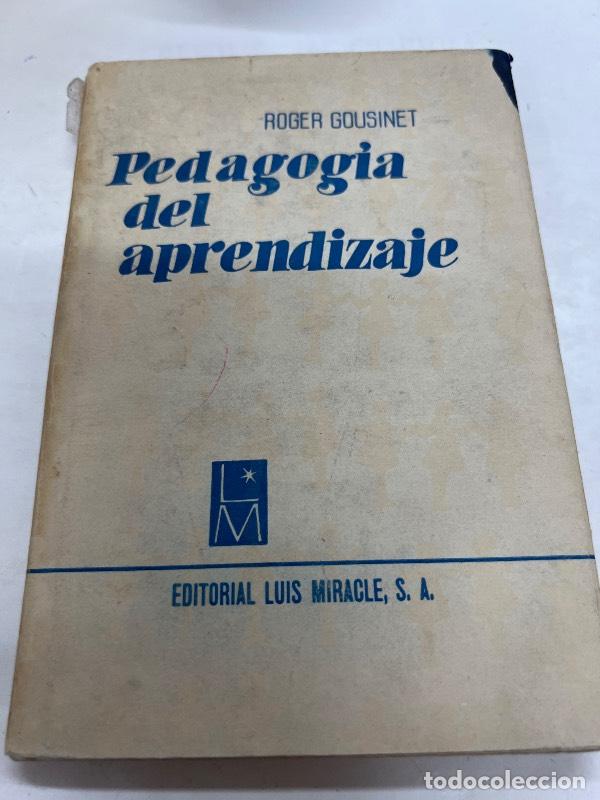 ROGER GOUSINET
Pedagogia
del
aprendizaje
L
M
EDITORIAL LUIS MIRACLE, S. A.
todocoleccion